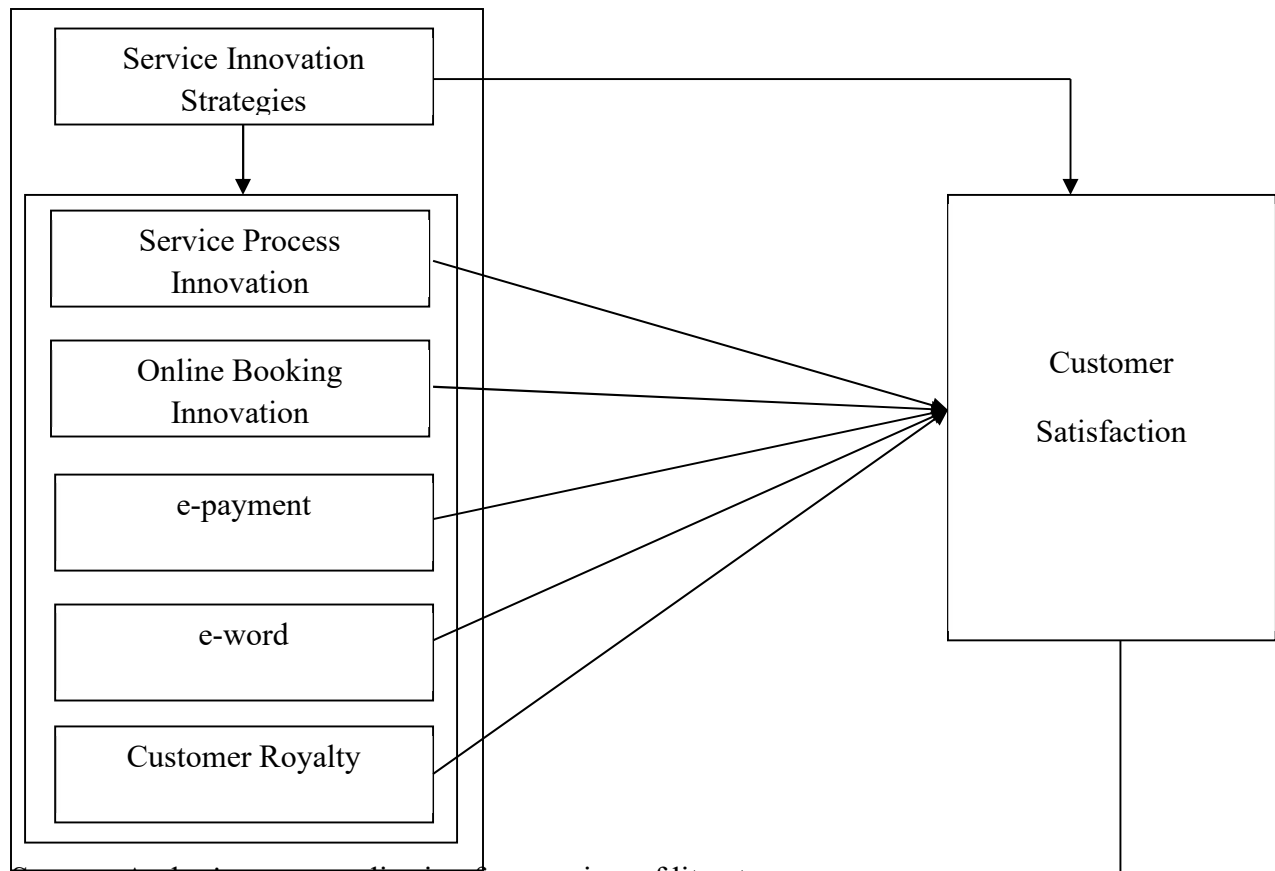 Service Innovation
Strategies
Service Process
Innovation
Online Booking
Innovation
e-payment
e-word
Customer Royalty
Customer
Satisfaction